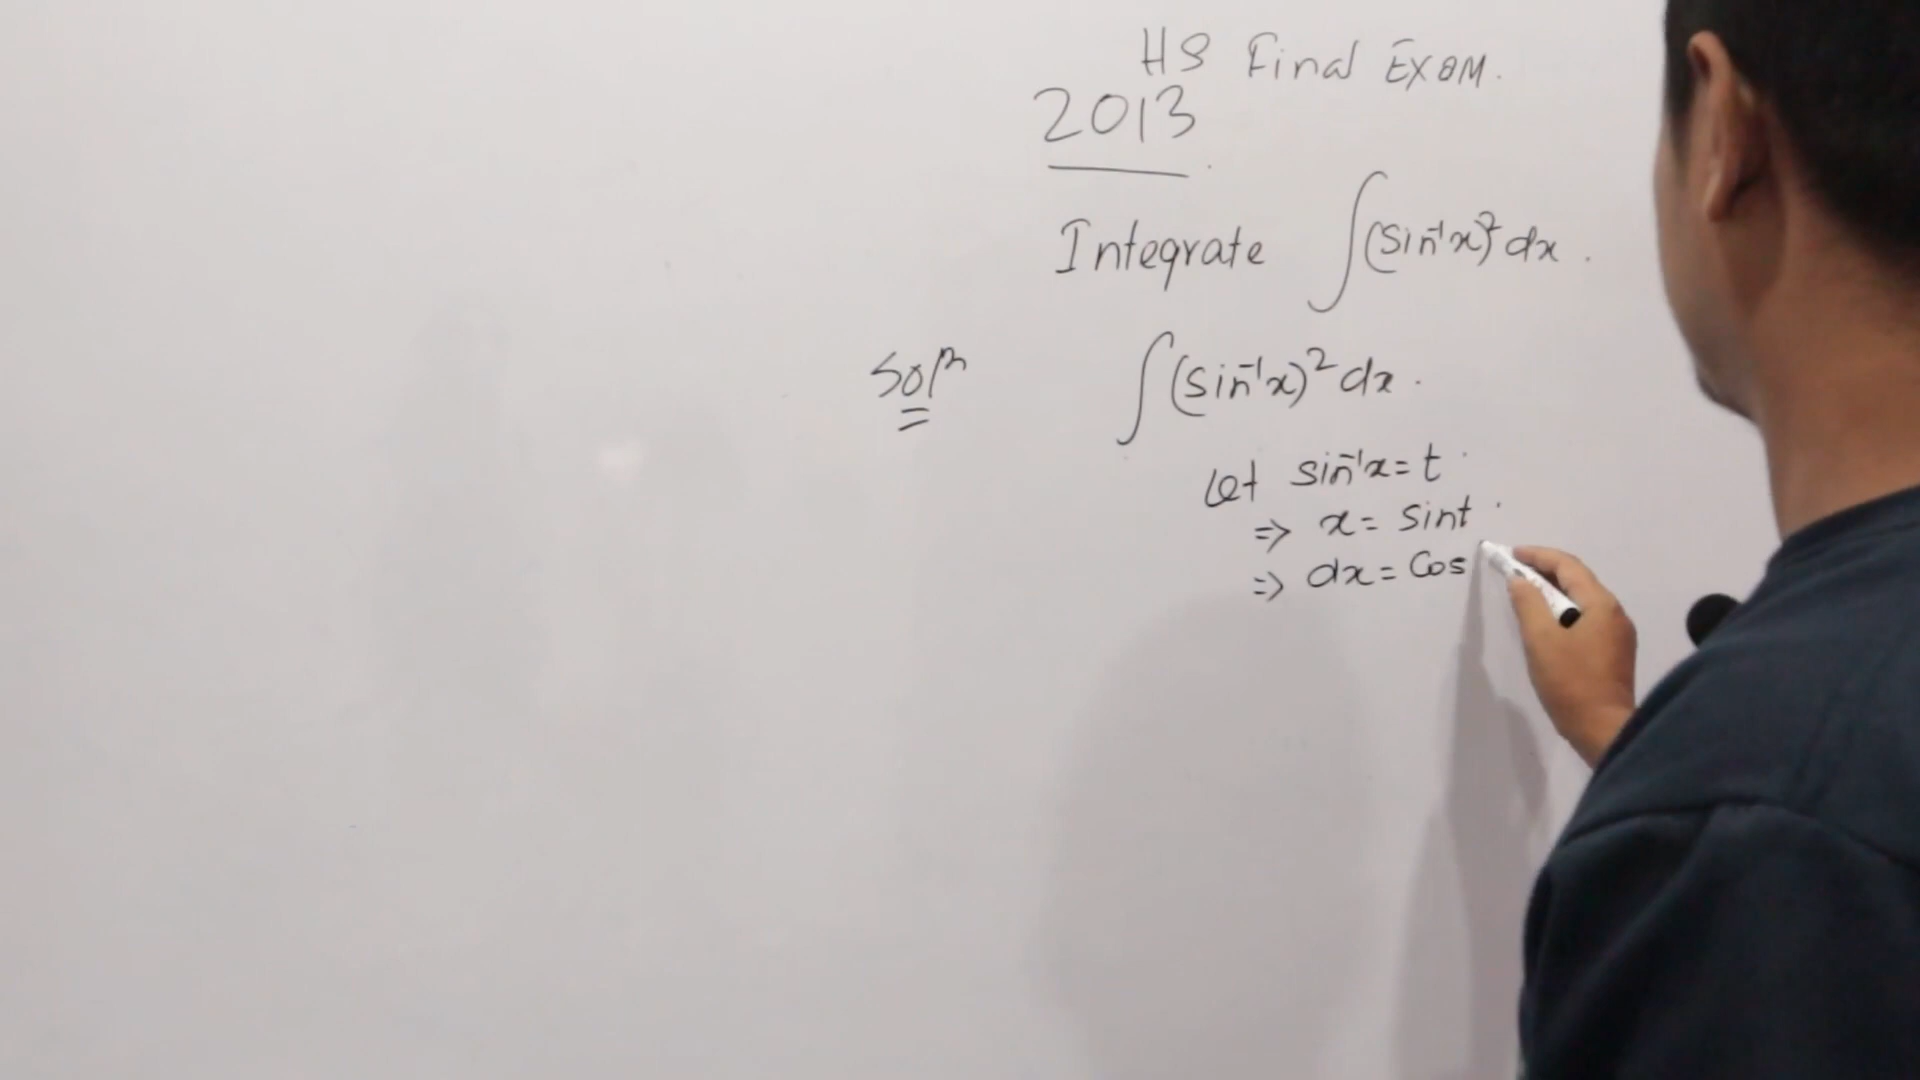 HS Final EXAM.
2013
Integrate ∫(sin⁻¹x)² dx.
Solⁿ ∫(sin⁻¹x)² dx.
Let sin⁻¹x = t
⇒ x = sint
⇒ dx = Cos